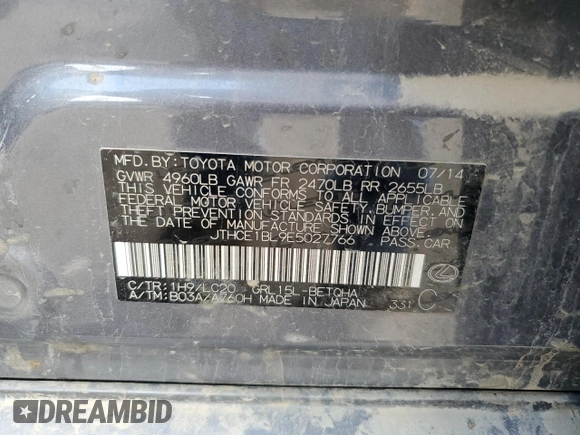 MFD. BY: TOYOTA MOTOR CORPORATION 07/14
GVWR 4960LB GAWR FR 2470LB RR 2655LB
THIS VEHICLE CONFORMS TO ALL APPLICABLE
FEDERAL MOTOR VEHICLE SAFETY, BUMPER, AND
THEFT PREVENTION STANDARDS IN EFFECT ON
THE DATE OF MANUFACTURE SHOWN ABOVE.
JTHCE1BL9E5027766 PASS. CAR
C/TR: 1H9/LC20 GRL15L-BETQHA
A/TM: B03A/A760H MADE IN JAPAN 331 C
DREAMBID